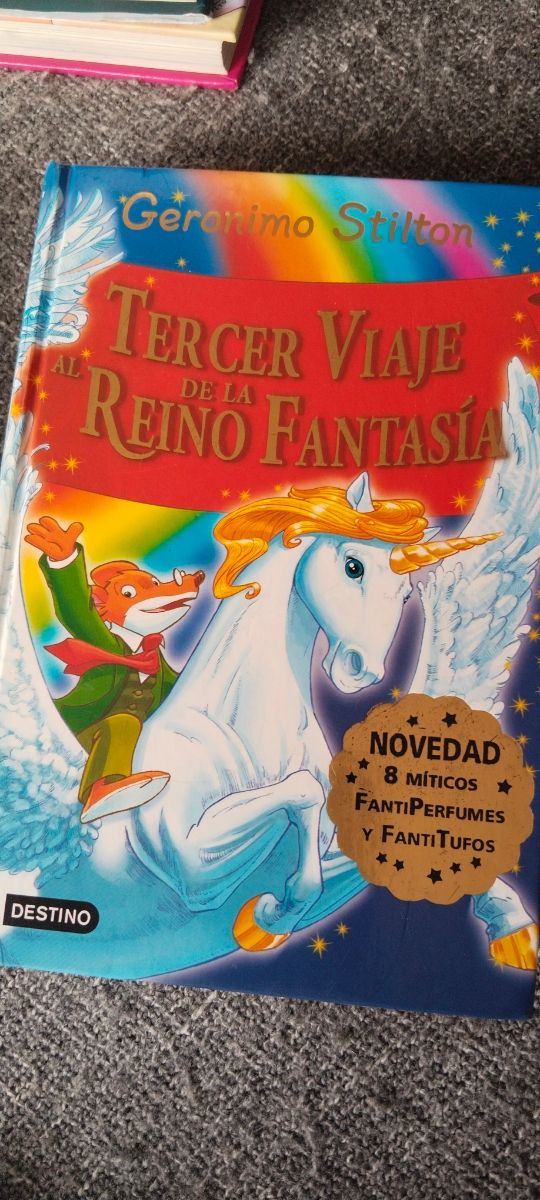 Geronimo Stilton
TERCER VIAJE
AL REINO DE LA FANTASÍA
NOVEDAD
8 MÍTICOS
FANTIPERFUMES
Y FANTITUFOS
DESTINO